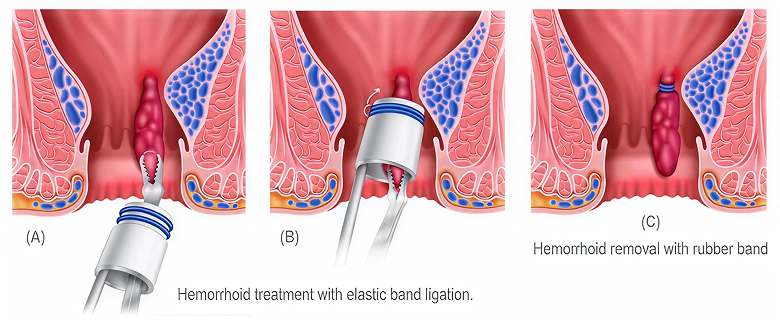 (A)
(B)
(C)
Hemorrhoid removal with rubber band
Hemorrhoid treatment with elastic band ligation.